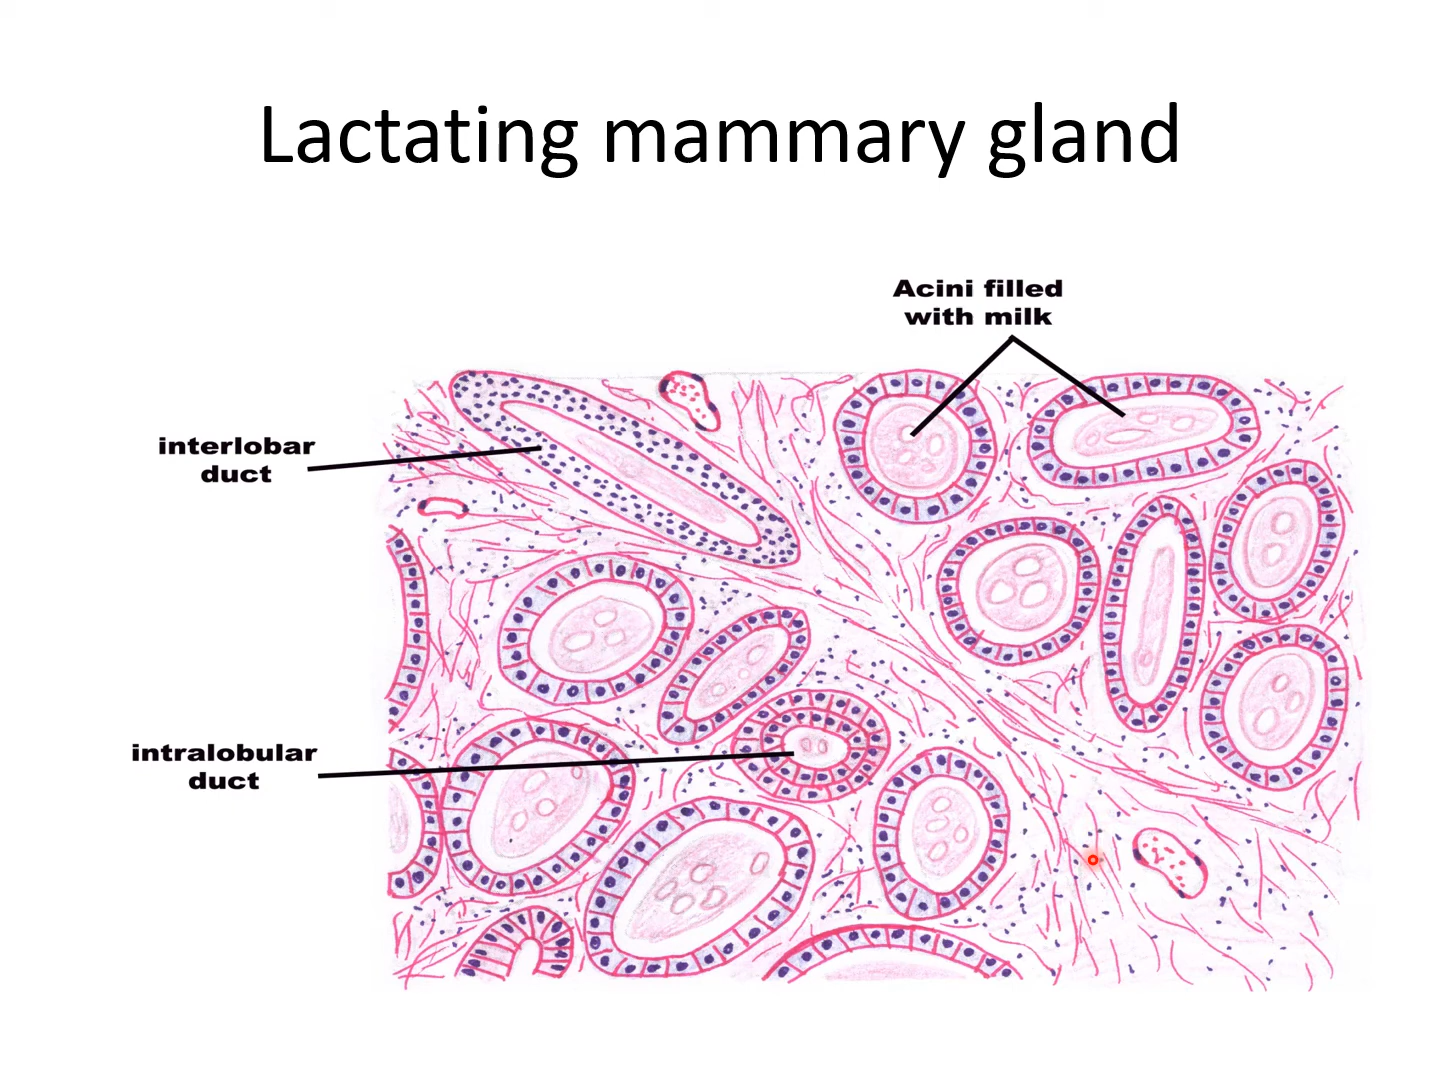 Lactating mammary gland
Acini filled
with milk
interlobar
duct
intralobular
duct